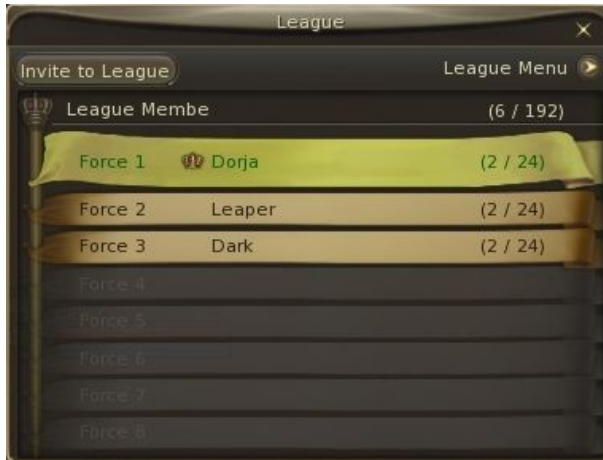 League
Invite to League League Menu
League Membe (6 / 192)
Force 1 Dorja (2 / 24)
Force 2 Leaper (2 / 24)
Force 3 Dark (2 / 24)
Force 4
Force 5
Force 6
Force 7
Force 8